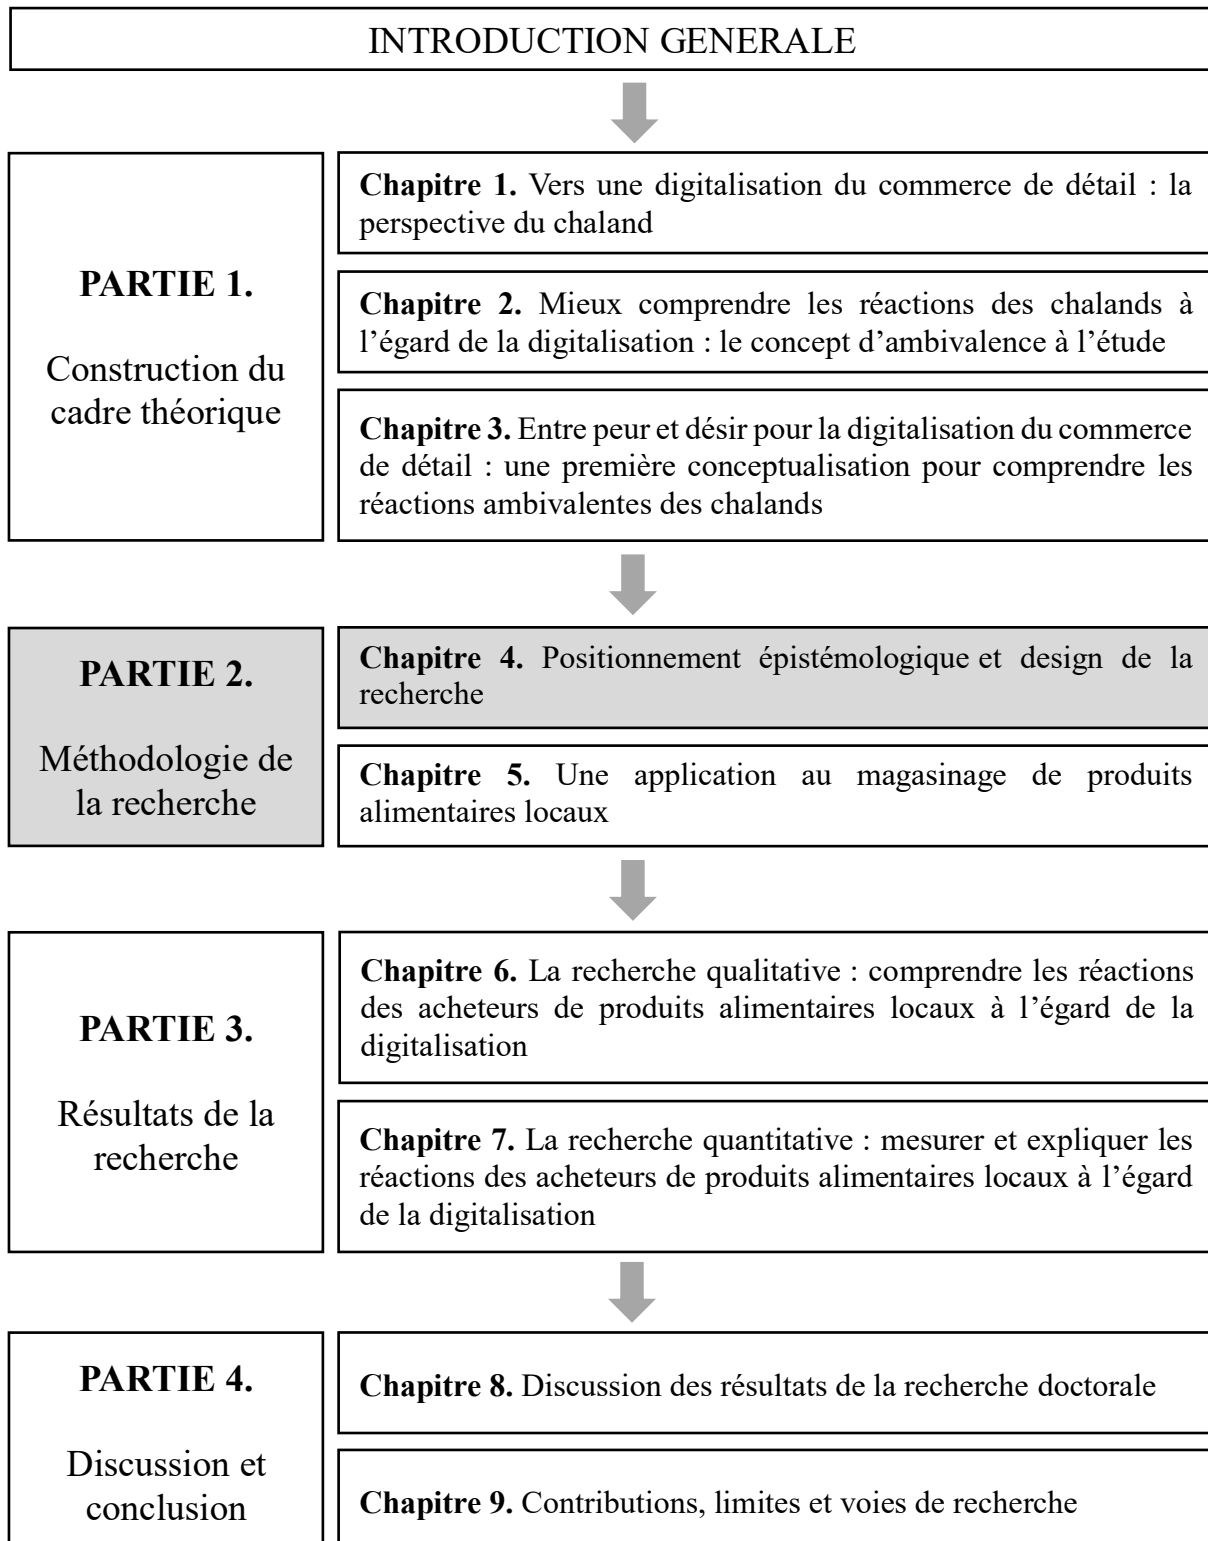 INTRODUCTION GENERALE
PARTIE 1.
Construction du
cadre théorique
Chapitre 1. Vers une digitalisation du commerce de détail : la
perspective du chaland
Chapitre 2. Mieux comprendre les réactions des chalands à
l’égard de la digitalisation : le concept d’ambivalence à l’étude
Chapitre 3. Entre peur et désir pour la digitalisation du commerce
de détail : une première conceptualisation pour comprendre les
réactions ambivalentes des chalands
PARTIE 2.
Méthodologie de
la recherche
Chapitre 4. Positionnement épistémologique et design de la
recherche
Chapitre 5. Une application au magasinage de produits
alimentaires locaux
PARTIE 3.
Résultats de la
recherche
Chapitre 6. La recherche qualitative : comprendre les réactions
des acheteurs de produits alimentaires locaux à l’égard de la
digitalisation
Chapitre 7. La recherche quantitative : mesurer et expliquer les
réactions des acheteurs de produits alimentaires locaux à l’égard
de la digitalisation
PARTIE 4.
Discussion et
conclusion
Chapitre 8. Discussion des résultats de la recherche doctorale
Chapitre 9. Contributions, limites et voies de recherche